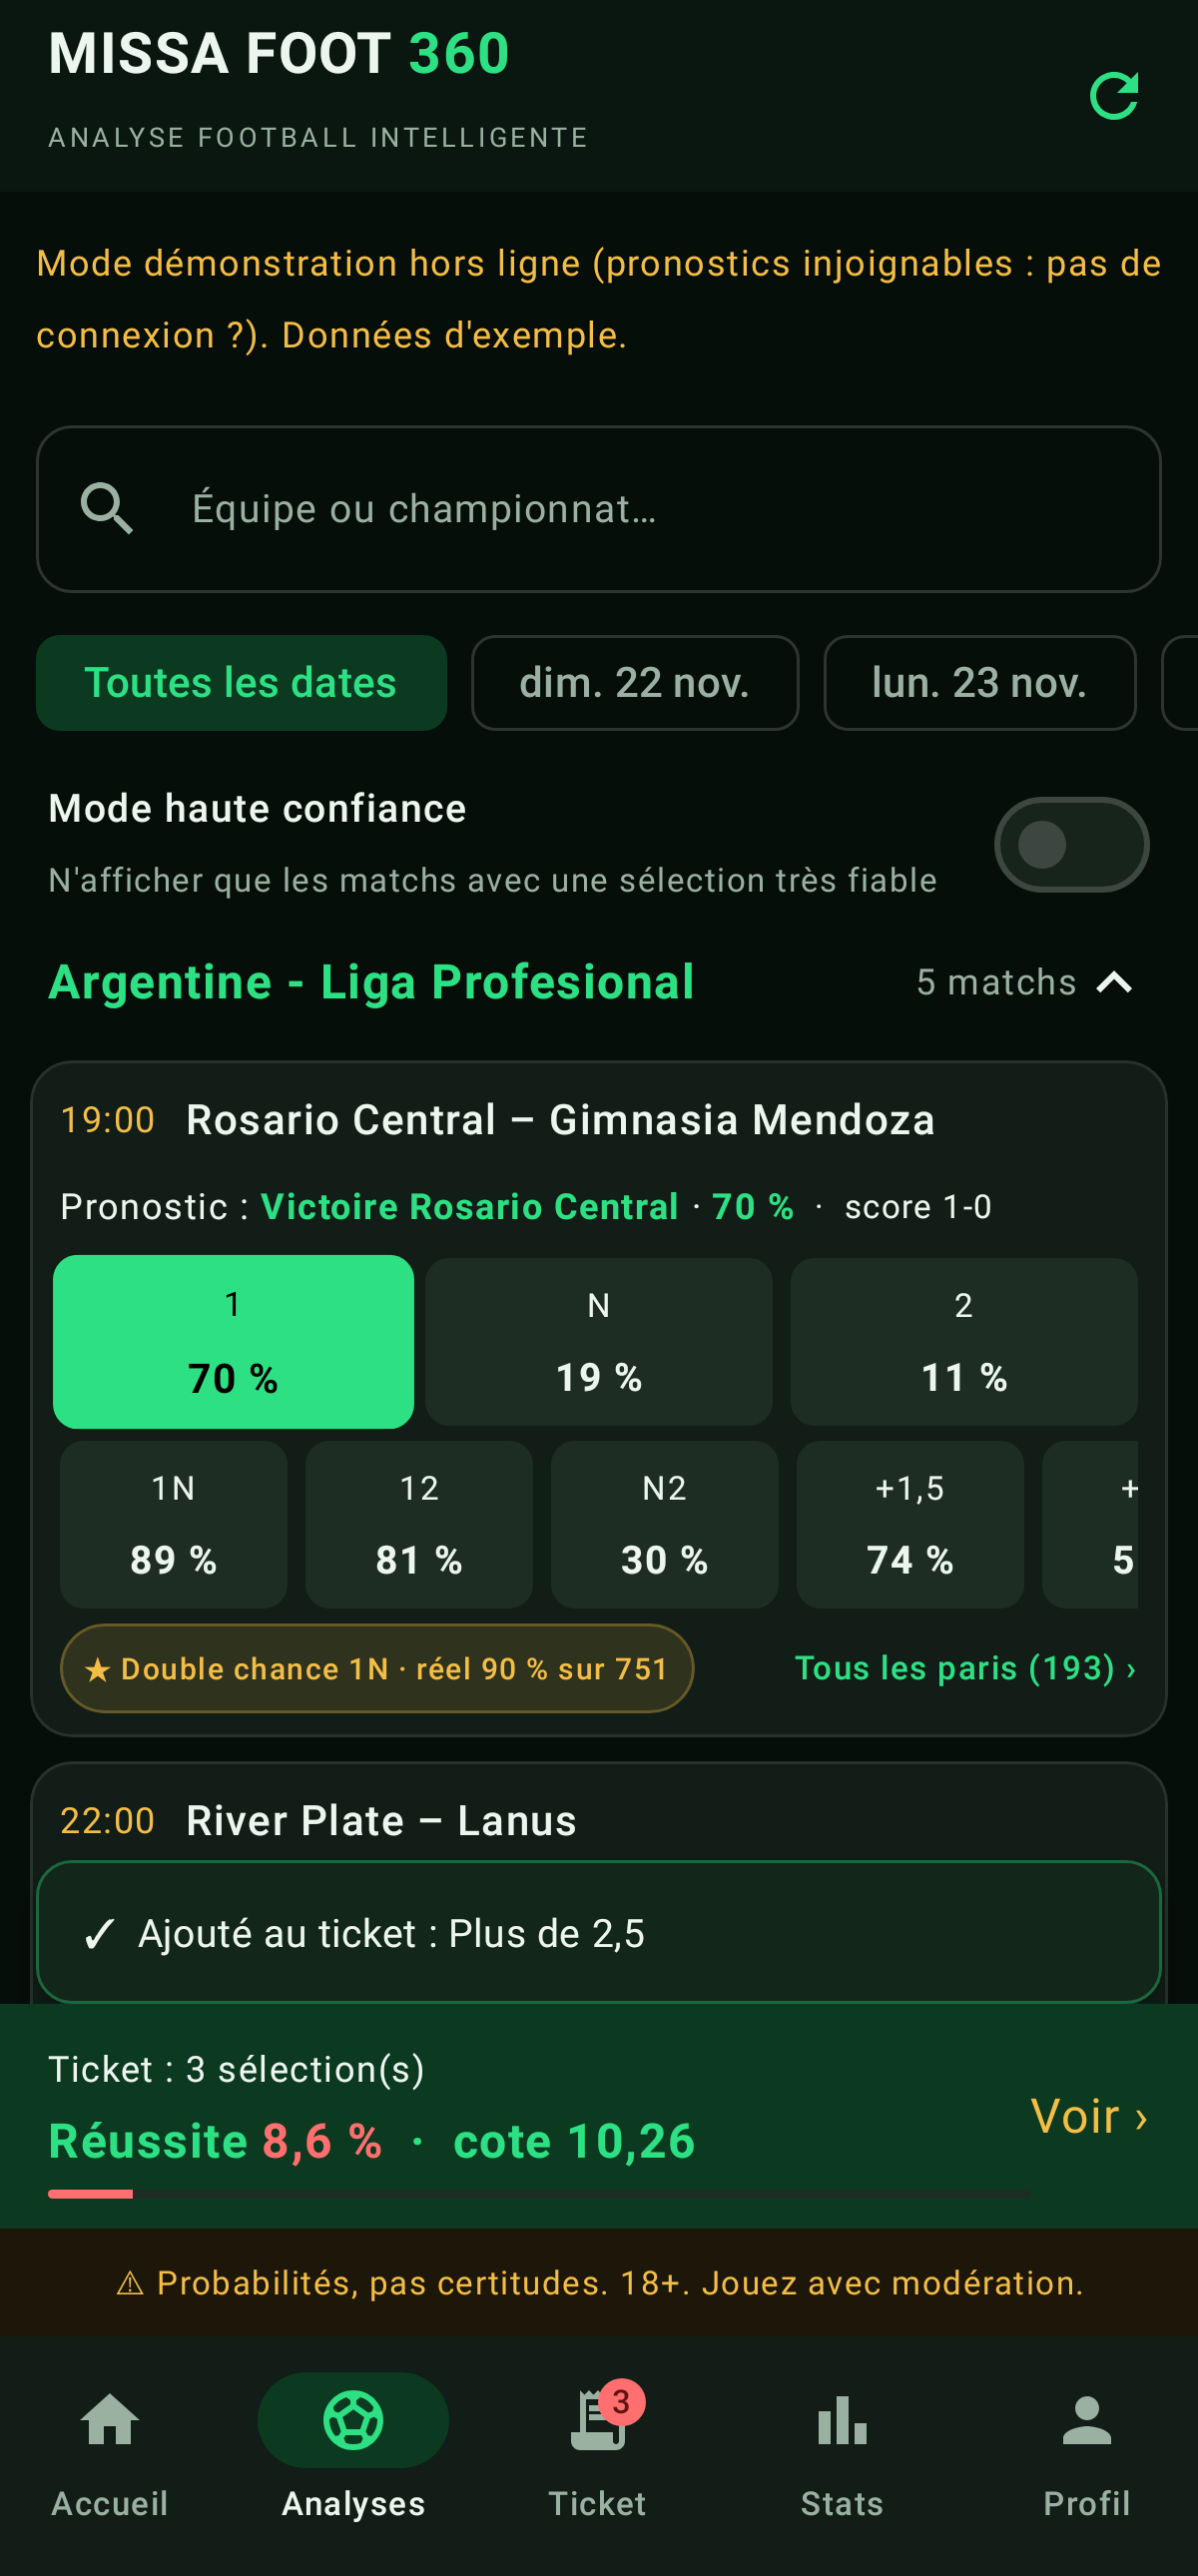 MISSA FOOT 360
ANALYSE FOOTBALL INTELLIGENTE
Mode démonstration hors ligne (pronostics injoignables : pas de
connexion ?). Données d'exemple.
Équipe ou championnat…
Toutes les dates
dim. 22 nov.
lun. 23 nov.
Mode haute confiance
N'afficher que les matchs avec une sélection très fiable
Argentine - Liga Profesional
5 matchs
19:00 Rosario Central – Gimnasia Mendoza
Pronostic : Victoire Rosario Central · 70 % · score 1-0
1
70 %
N
19 %
2
11 %
1N
89 %
12
81 %
N2
30 %
+1,5
74 %
+
5
★ Double chance 1N · réel 90 % sur 751
Tous les paris (193) ›
22:00 River Plate – Lanus
✓ Ajouté au ticket : Plus de 2,5
Ticket : 3 sélection(s)
Réussite 8,6 % · cote 10,26
Voir ›
⚠ Probabilités, pas certitudes. 18+. Jouez avec modération.
3
Accueil
Analyses
Ticket
Stats
Profil